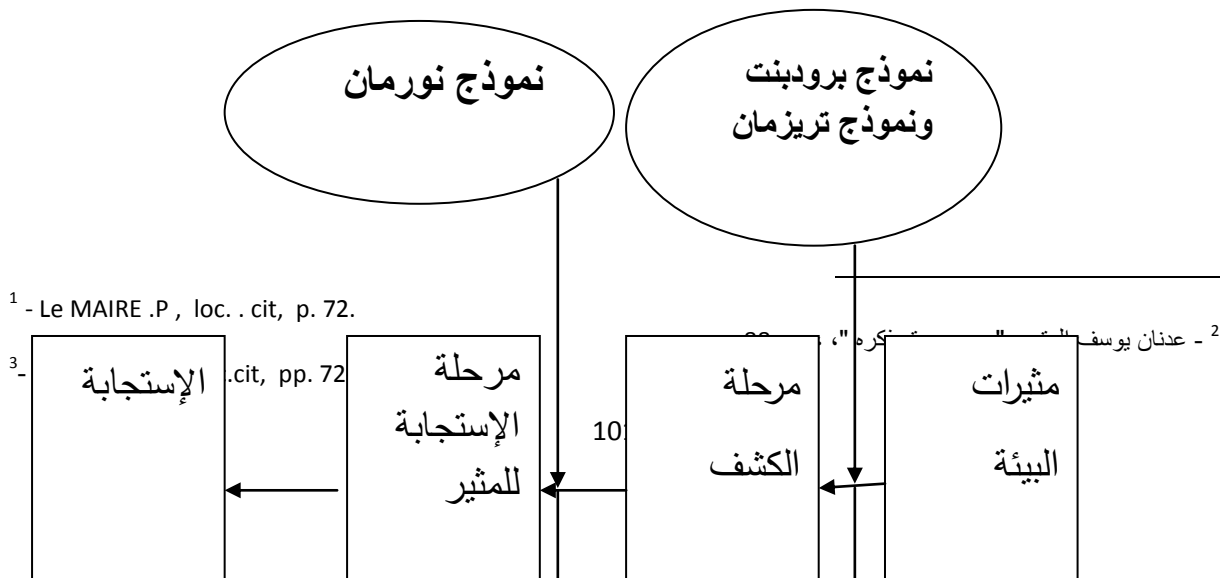 نموذج برودبنت
ونموذج تريزمان
نموذج نورمان
¹ - Le MAIRE .P , loc. . cit, p. 72.
² - عدنان يوسف
³-
.cit, pp. 72
مثيرات
البيئة
مرحلة
الكشف
مرحلة
الإستجابة
للمثير
الإستجابة